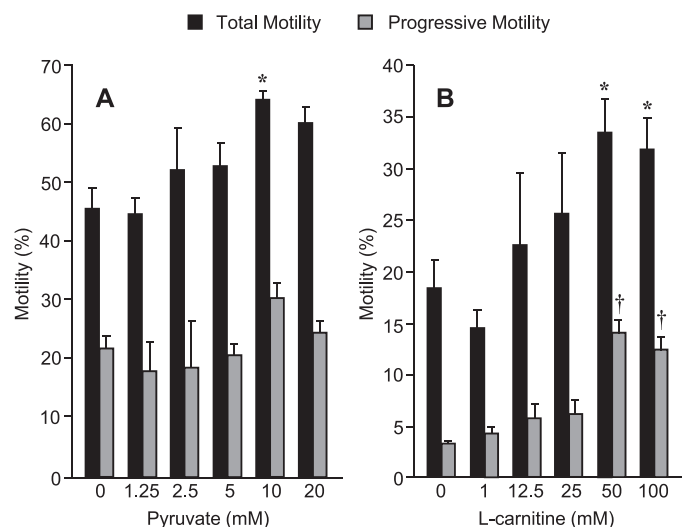 Total Motility Progressive Motility
A
B
Motility (%)
70
60
50
40
30
20
10
0
0 1.25 2.5 5 10 20
Pyruvate (mM)
*
Motility (%)
40
35
30
25
20
15
10
5
0
0 1 12.5 25 50 100
L-carnitine (mM)
* *
† †